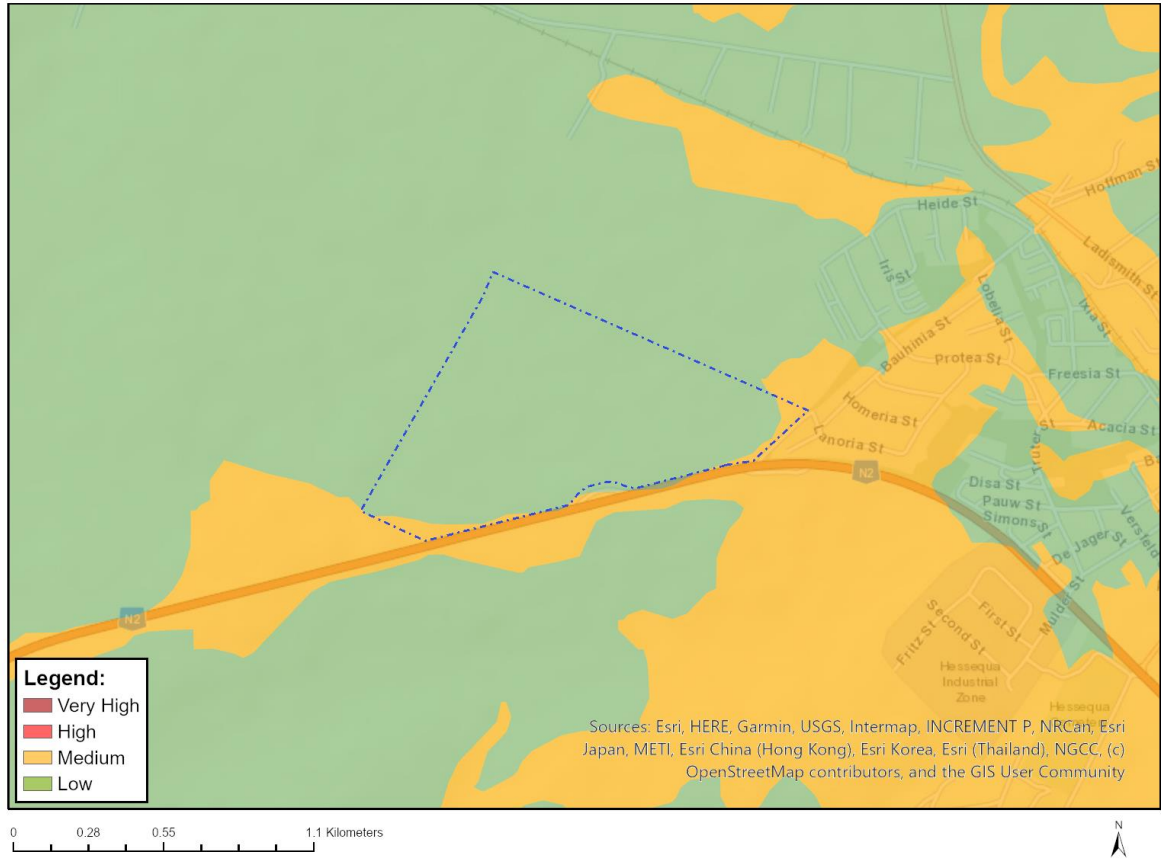 Hoffman St
Heide St
Ladismith St
Iris St
Lobelia St
Ixia St
Bauhinia St
Protea St
Freesia St
Homeria St
Lanoria St
Acacia St
Truter St
N2
Disa St
Pauw St
Simons St
Versfeld
De Jager St
Mulder St
First St
Second St
Fritz St
N2
Hessequa
Industrial
Zone
Hessequa
Legend:
Very High
High
Medium
Low
Sources: Esri, HERE, Garmin, USGS, Intermap, INCREMENT P, NRCan, Esri
Japan, METI, Esri China (Hong Kong), Esri Korea, Esri (Thailand), NGCC, (c)
OpenStreetMap contributors, and the GIS User Community
0 0.28 0.55 1.1 Kilometers
N